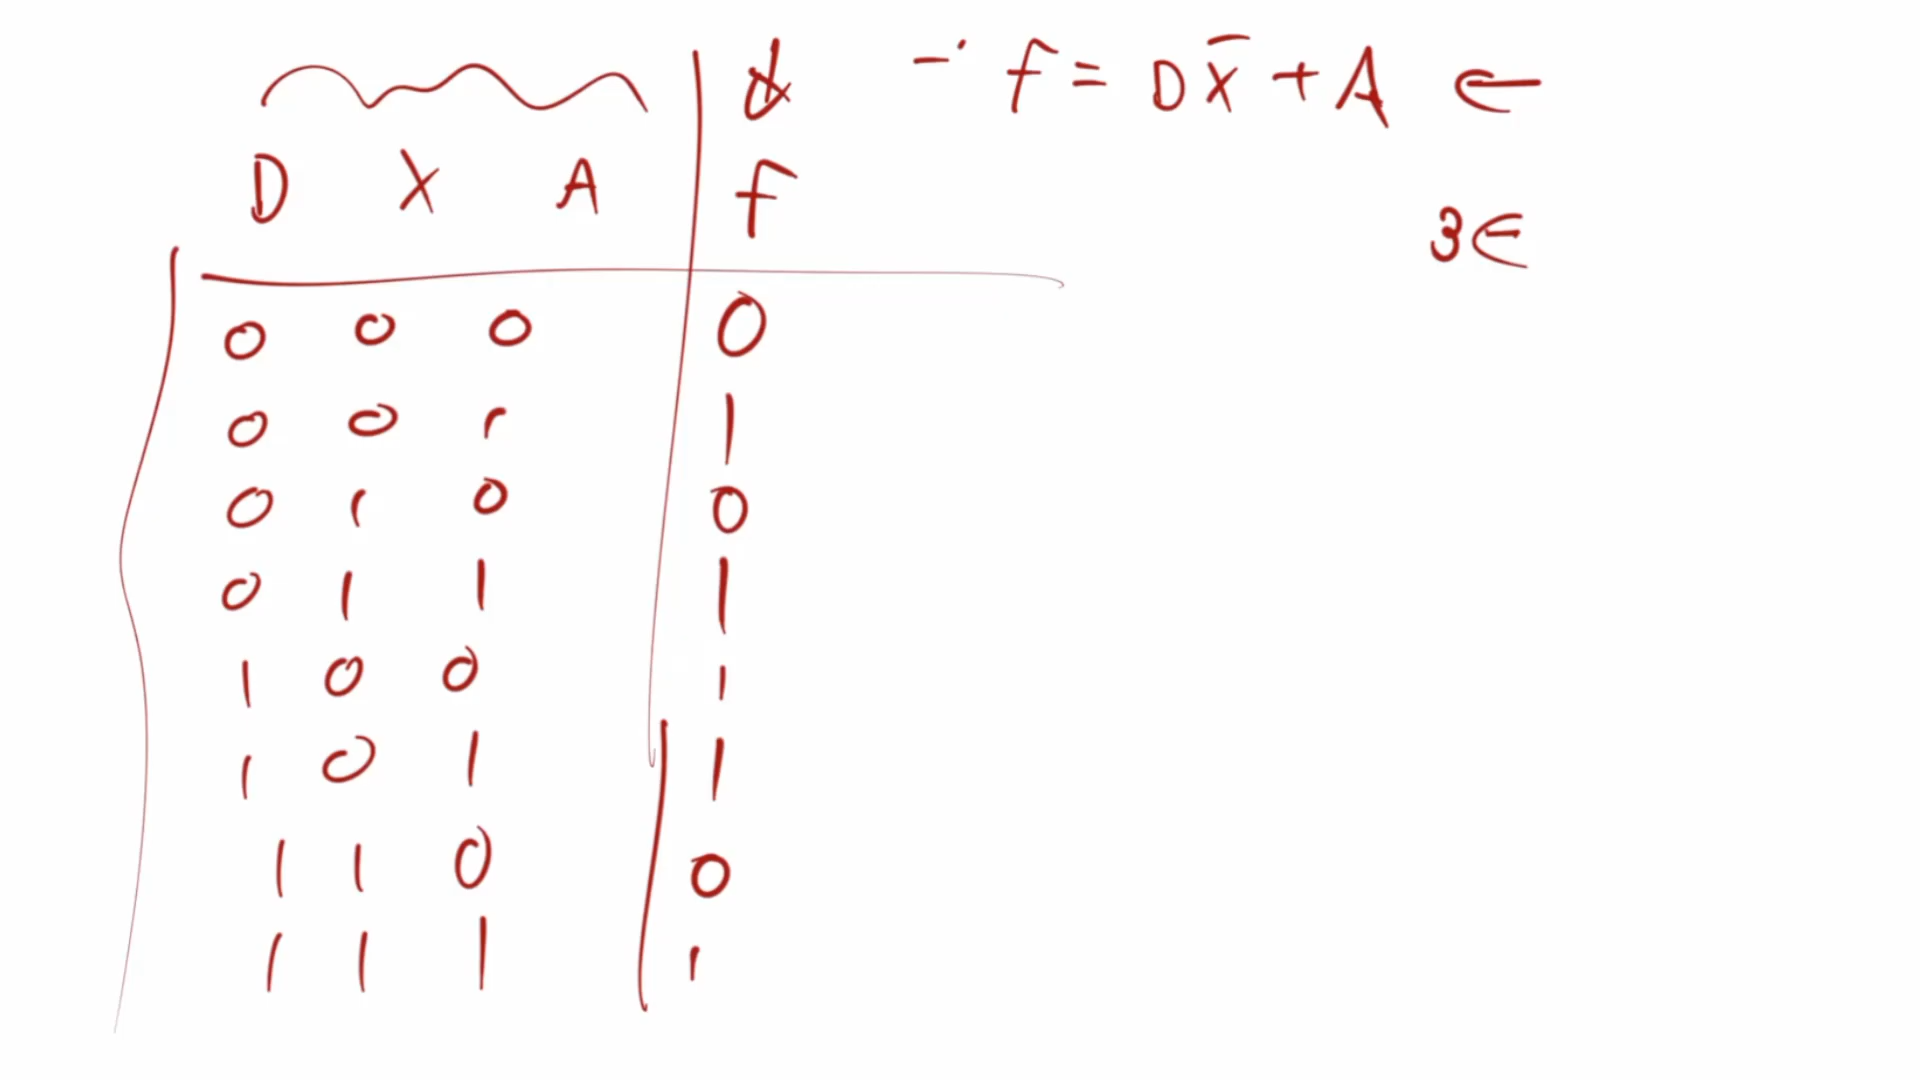 - f = DX̅ + A ←
D X A F
3 ∈
0 0 0 0
0 0 1 1
0 1 0 0
0 1 1 1
1 0 0 1
1 0 1 1
1 1 0 0
1 1 1 1